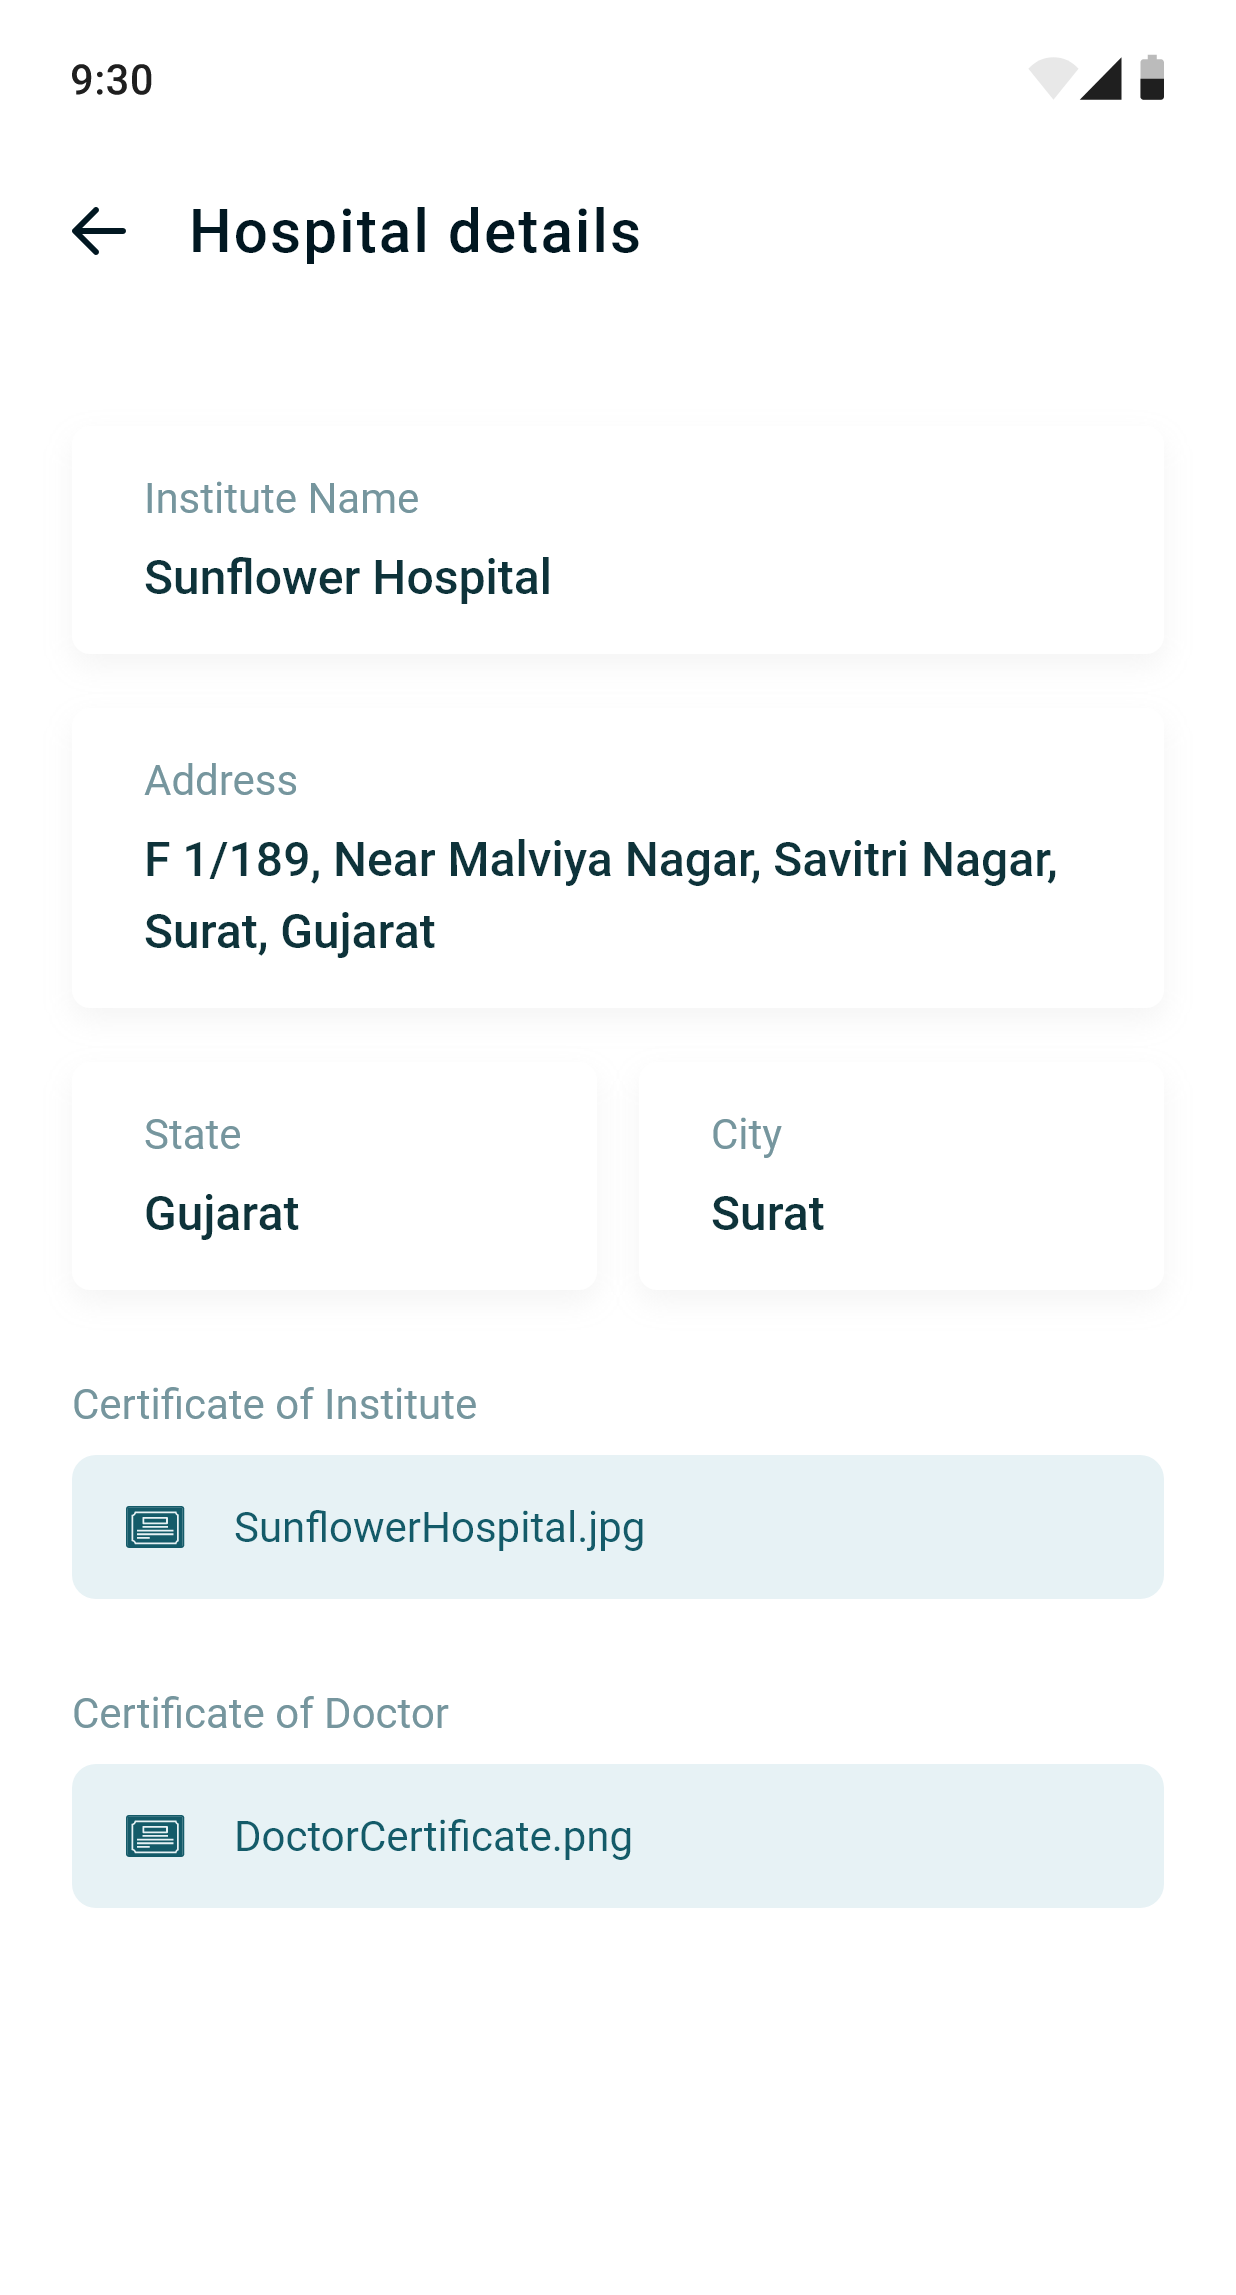 9:30
Hospital details
Institute Name
Sunflower Hospital
Address
F 1/189, Near Malviya Nagar, Savitri Nagar,
Surat, Gujarat
State
Gujarat
City
Surat
Certificate of Institute
SunflowerHospital.jpg
Certificate of Doctor
DoctorCertificate.png